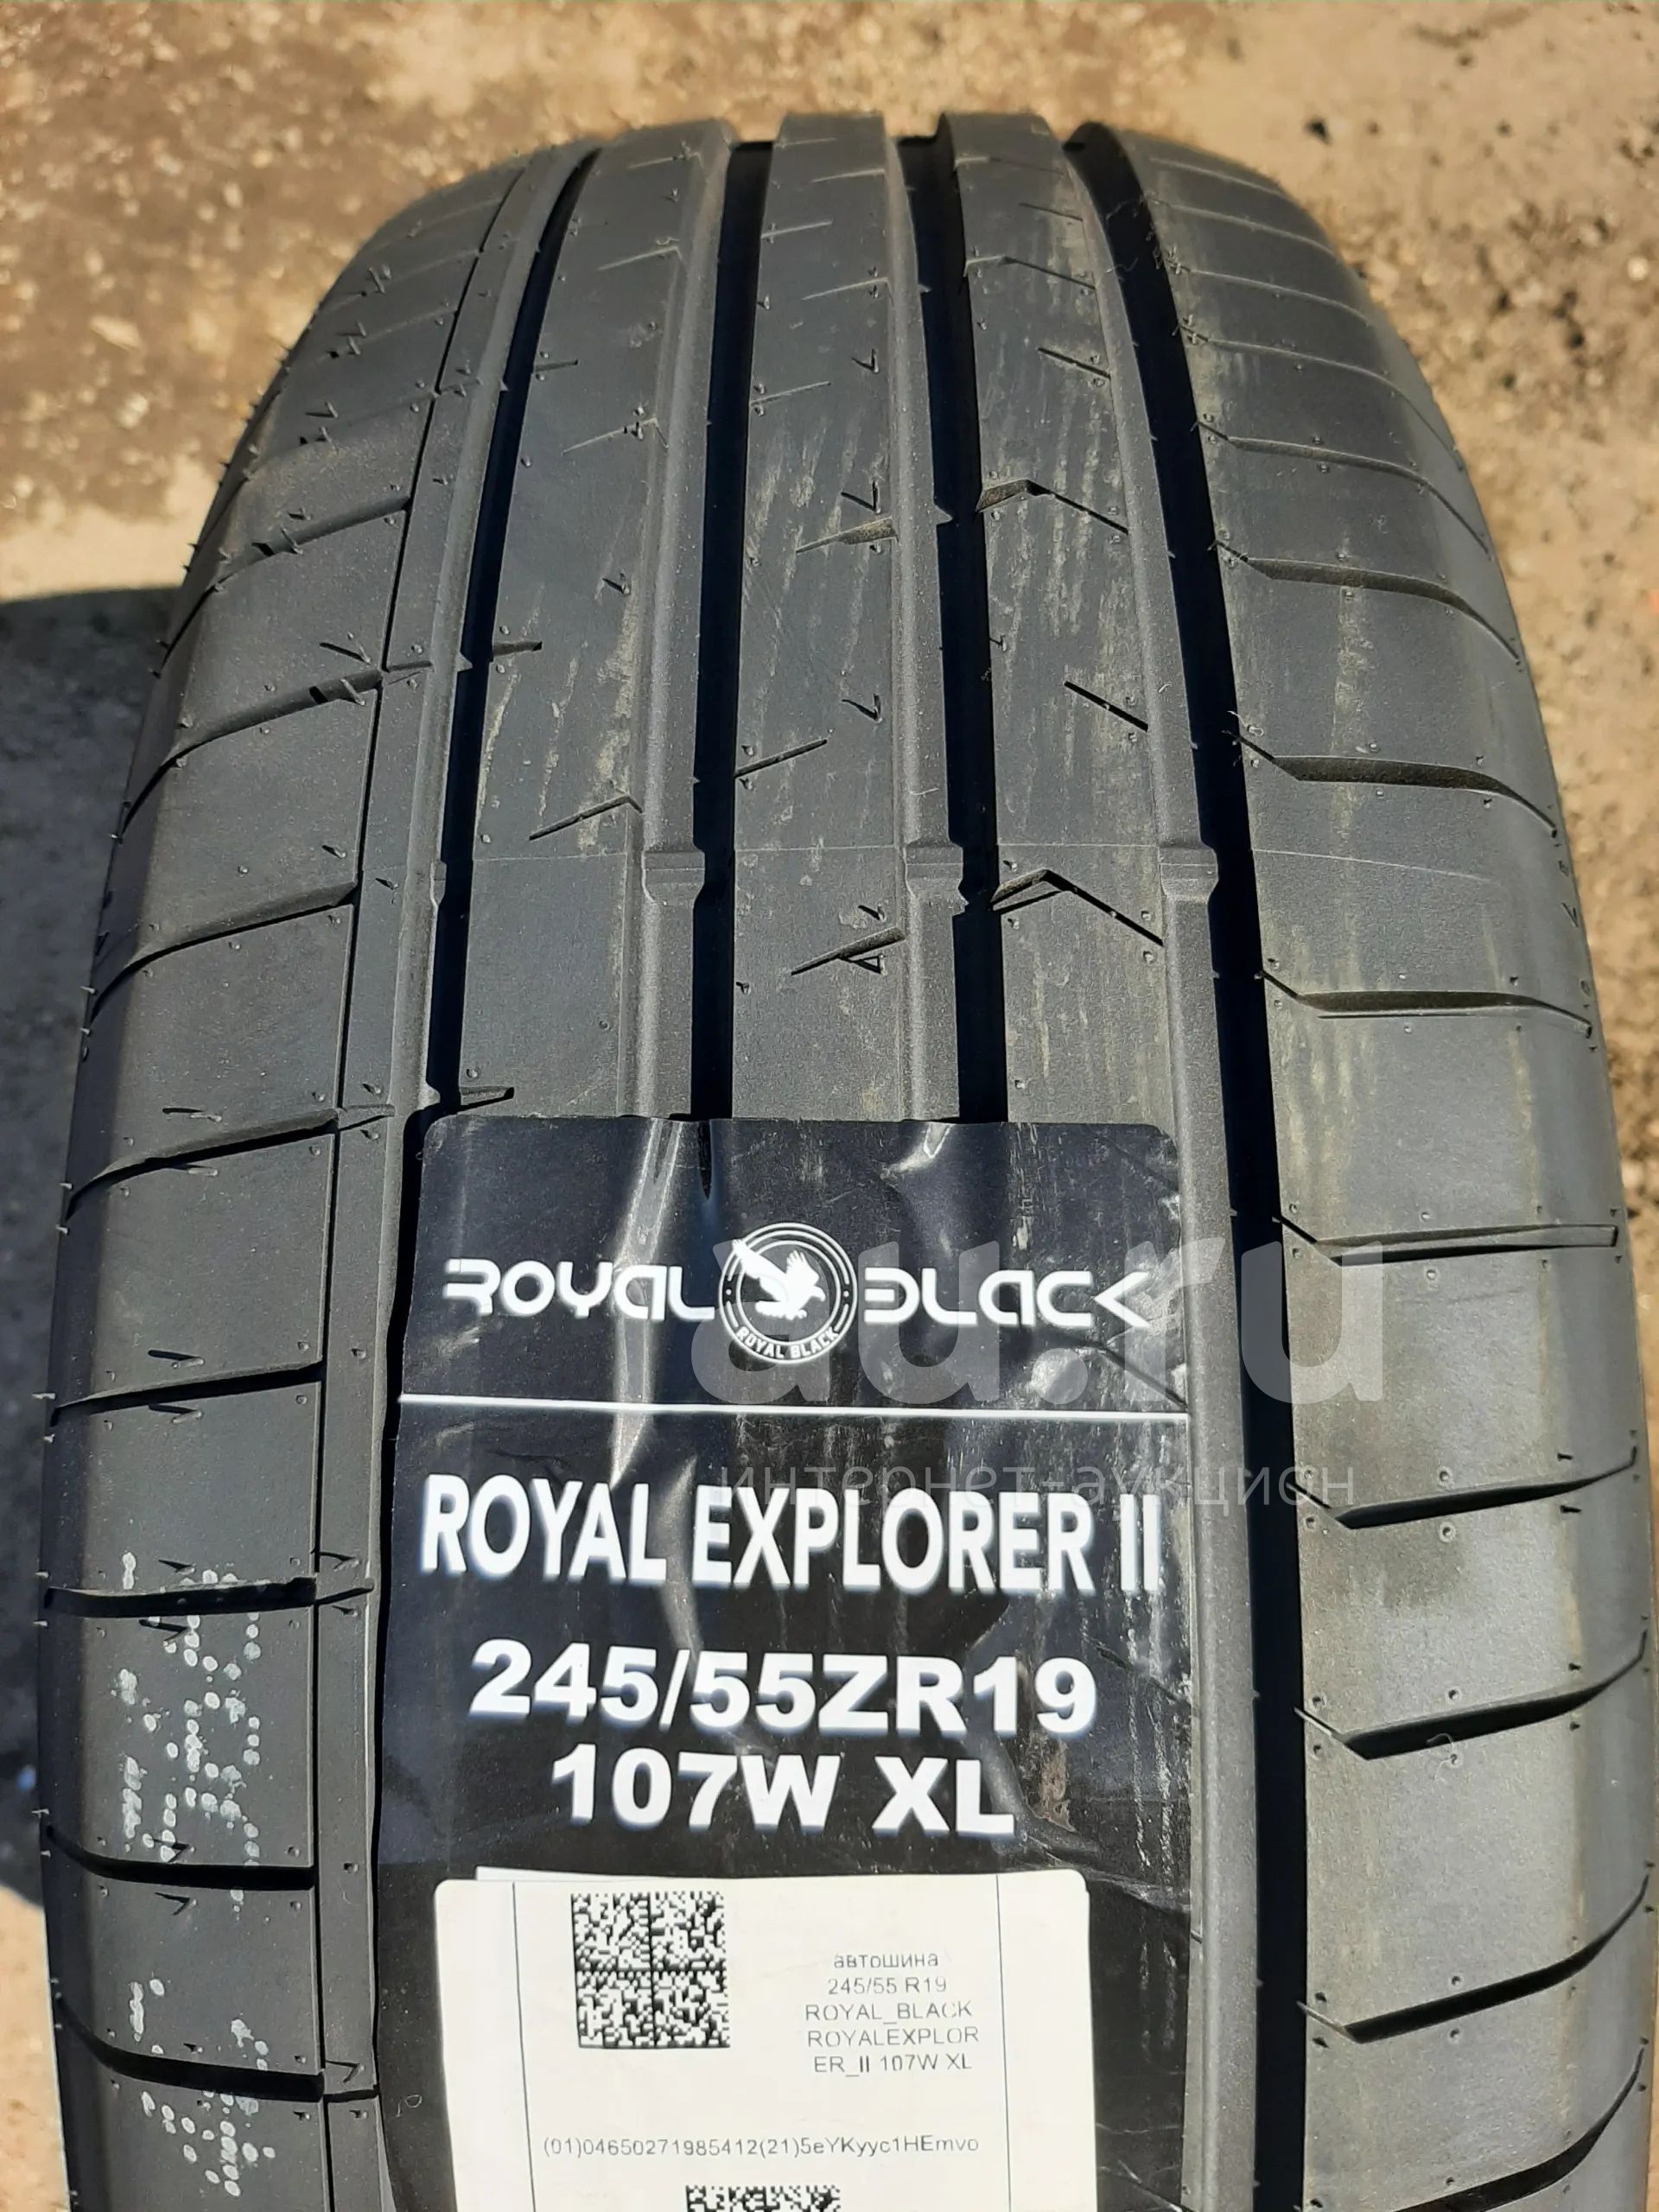 ROYAL BLACK
ROYAL BLACK
au.ru
интернет-аукцион
ROYAL EXPLORER II
245/55ZR19
107W XL
автошина
245/55 R19
ROYAL_BLACK
ROYALEXPLOR
ER_II 107W XL
(01)04650271985412(21)5eYKyyc1HEmvo